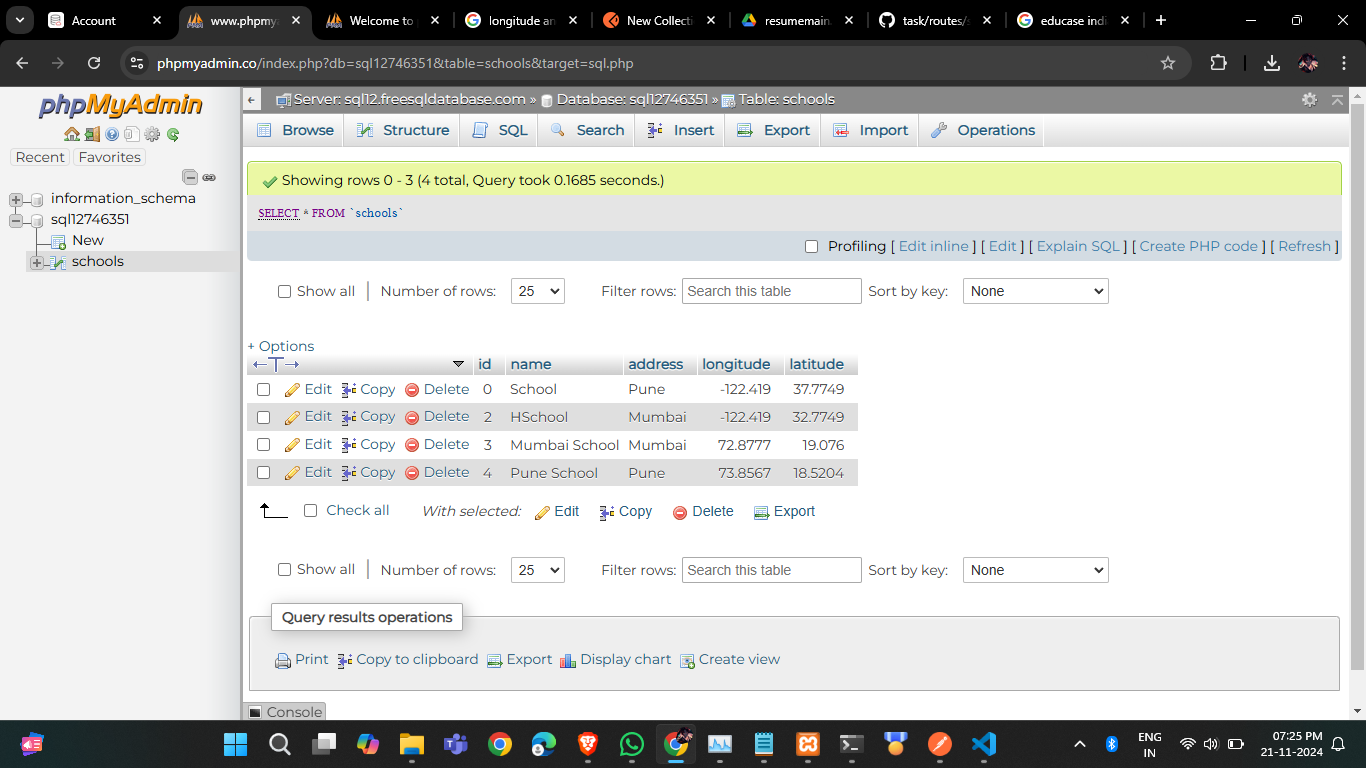 Account
www.phpmy
Welcome to
longitude an
New Collecti
resumemain
task/routes/s
educase indi
phpmyadmin.co/index.php?db=sql12746351&table=schools&target=sql.php
phpMyAdmin
Recent Favorites
information_schema
sql12746351
New
schools
Server: sql12.freesqldatabase.com » Database: sql12746351 » Table: schools
Browse Structure SQL Search Insert Export Import Operations
Showing rows 0 - 3 (4 total, Query took 0.1685 seconds.)
SELECT * FROM `schools`
Profiling [ Edit inline ] [ Edit ] [ Explain SQL ] [ Create PHP code ] [ Refresh ]
Show all | Number of rows: 25 Filter rows: Search this table Sort by key: None
+ Options
←T→ id name address longitude latitude
Edit Copy Delete 0 School Pune -122.419 37.7749
Edit Copy Delete 2 HSchool Mumbai -122.419 32.7749
Edit Copy Delete 3 Mumbai School Mumbai 72.8777 19.076
Edit Copy Delete 4 Pune School Pune 73.8567 18.5204
Check all With selected: Edit Copy Delete Export
Show all | Number of rows: 25 Filter rows: Search this table Sort by key: None
Query results operations
Print Copy to clipboard Export Display chart Create view
Console
ENG
IN
07:25 PM
21-11-2024